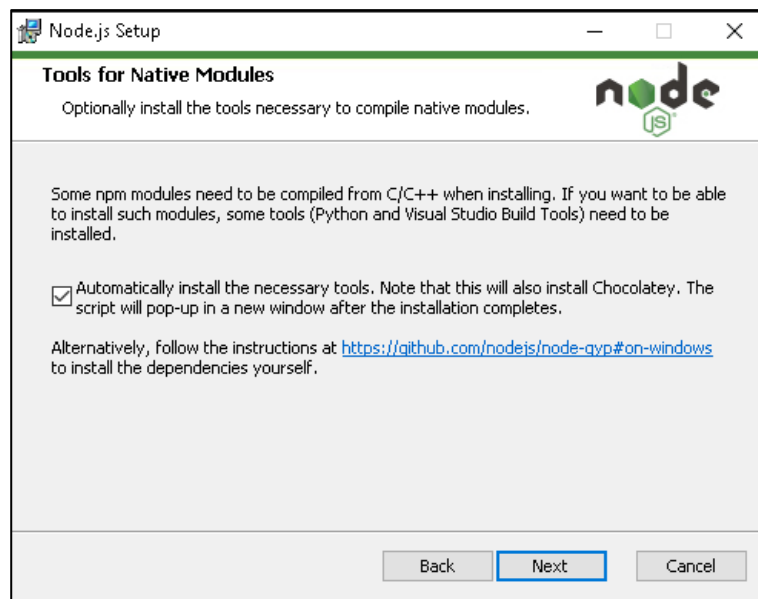 Node.js Setup
Tools for Native Modules
Optionally install the tools necessary to compile native modules.
node
JS
Some npm modules need to be compiled from C/C++ when installing. If you want to be able
to install such modules, some tools (Python and Visual Studio Build Tools) need to be
installed.
Automatically install the necessary tools. Note that this will also install Chocolatey. The
script will pop-up in a new window after the installation completes.
Alternatively, follow the instructions at https://github.com/nodejs/node-gyp#on-windows
to install the dependencies yourself.
Back
Next
Cancel